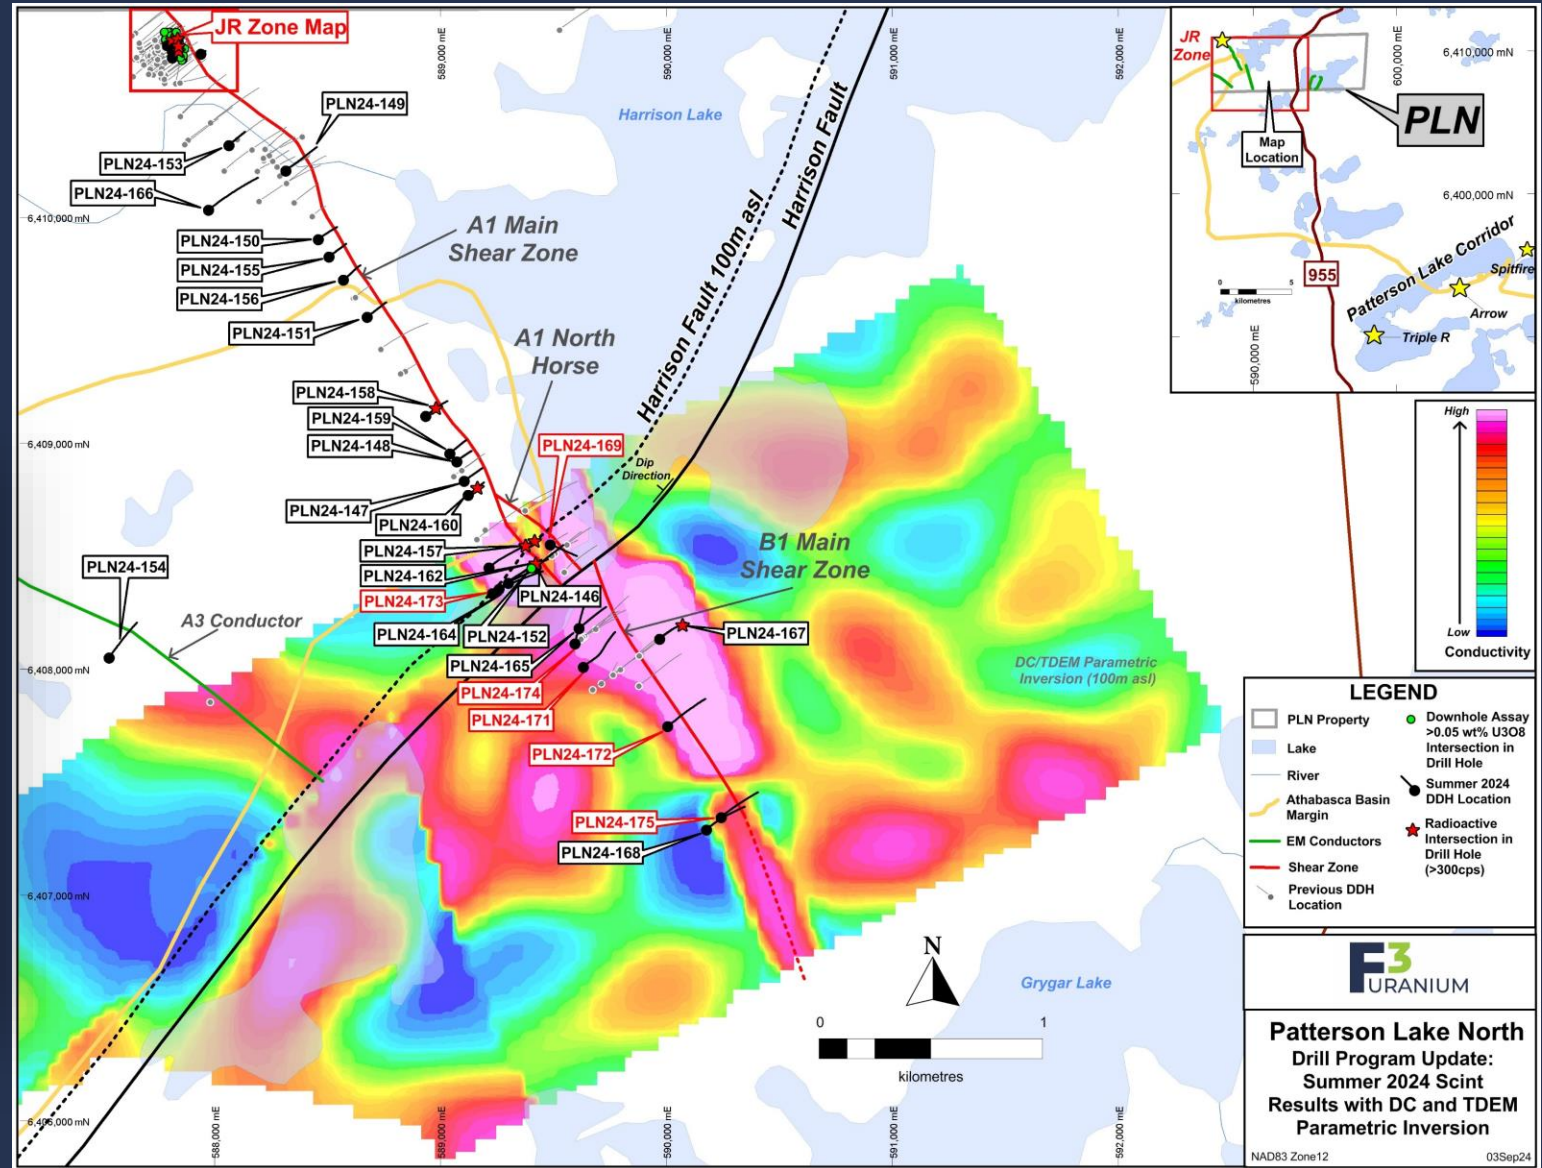 JR Zone Map
589,000 mE
590,000 mE
591,000 mE
592,000 mE
Harrison Lake
PLN24-149
PLN24-153
PLN24-166
6,410,000 mN
A1 Main
Shear Zone
PLN24-150
PLN24-155
PLN24-156
PLN24-151
A1 North
Horse
Harrison Fault 100m asl
Harrison Fault
PLN24-158
PLN24-159
PLN24-148
6,409,000 mN
PLN24-169
Dip
Direction
PLN24-147
PLN24-160
PLN24-157
PLN24-162
PLN24-173
PLN24-154
A3 Conductor
B1 Main
Shear Zone
PLN24-146
PLN24-164
PLN24-152
PLN24-167
PLN24-165
6,408,000 mN
DC/TDEM Parametric
Inversion (100m asl)
PLN24-174
PLN24-171
PLN24-172
PLN24-175
PLN24-168
6,407,000 mN
N
Grygar Lake
0 1
kilometres
6,406,000 mN
588,000 mE
589,000 mE
590,000 mE
591,000 mE
592,000 mE
JR
Zone
600,000 mE
6,410,000 mN
PLN
Map
Location
6,400,000 mN
Patterson Lake Corridor
955
Spitfire
0 5
kilometres
Arrow
Triple R
590,000 mE
High
Low
Conductivity
LEGEND
PLN Property
Lake
River
Athabasca Basin
Margin
EM Conductors
Shear Zone
Previous DDH
Location
Downhole Assay
>0.05 wt% U3O8
Intersection in
Drill Hole
Summer 2024
DDH Location
Radioactive
Intersection in
Drill Hole
(>300cps)
F3
URANIUM
Patterson Lake North
Drill Program Update:
Summer 2024 Scint
Results with DC and TDEM
Parametric Inversion
NAD83 Zone12 03Sep24